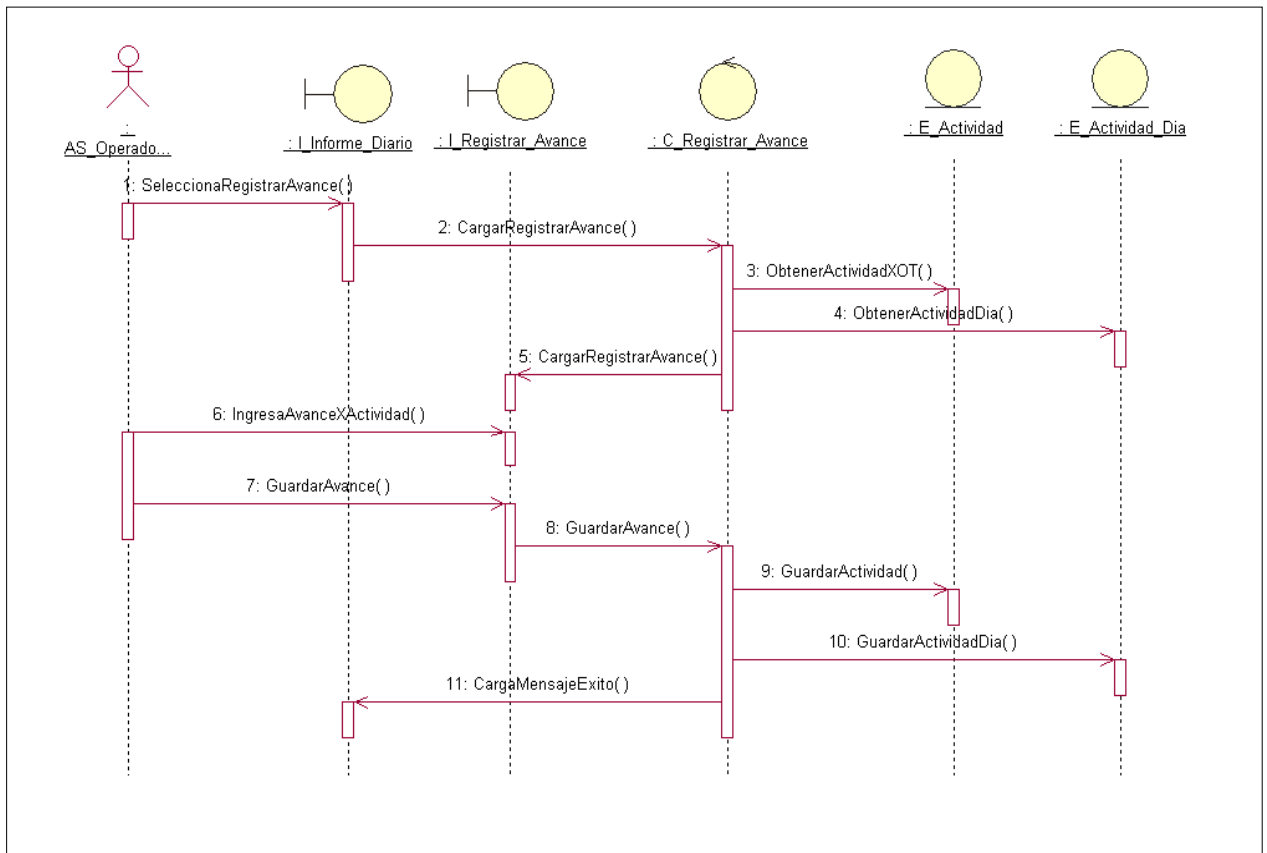 :
AS_Operado...
: I_Informe_Diario
: I_Registrar_Avance
: C_Registrar_Avance
: E_Actividad
: E_Actividad_Dia
1: SeleccionaRegistrarAvance( )
2: CargarRegistrarAvance( )
3: ObtenerActividadXOT( )
4: ObtenerActividadDia( )
5: CargarRegistrarAvance( )
6: IngresaAvanceXActividad( )
7: GuardarAvance( )
8: GuardarAvance( )
9: GuardarActividad( )
10: GuardarActividadDia( )
11: CargaMensajeExito( )